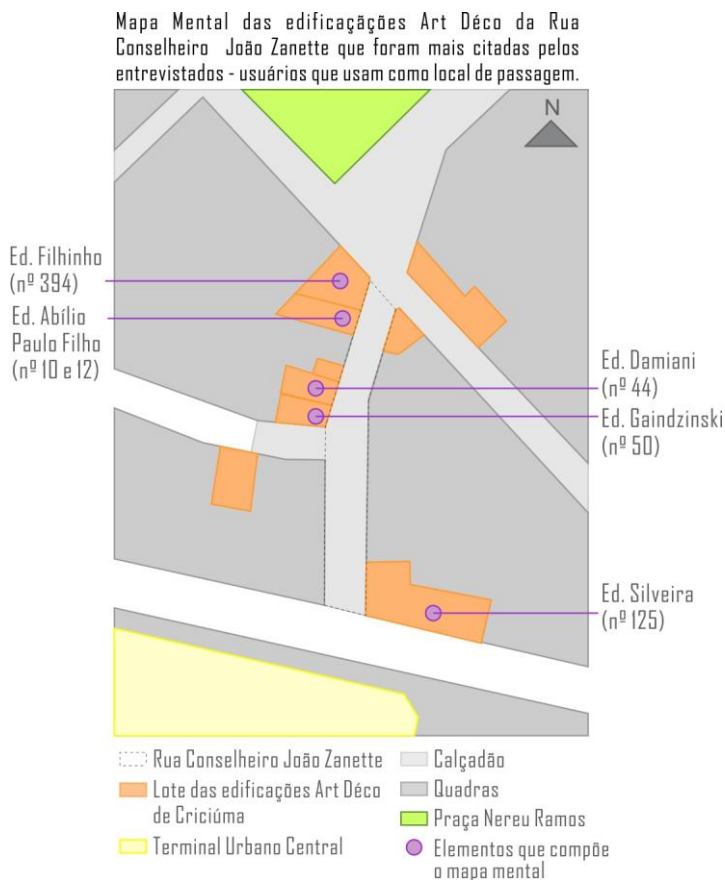 Mapa Mental das edificaçãções Art Déco da Rua
Conselheiro João Zanette que foram mais citadas pelos
entrevistados - usuários que usam como local de passagem.
N
Ed. Filhinho
(nº 394)
Ed. Abílio
Paulo Filho
(nº 10 e 12)
Ed. Damiani
(nº 44)
Ed. Gaindzinski
(nº 50)
Ed. Silveira
(nº 125)
Rua Conselheiro João Zanette
Lote das edificações Art Déco
de Criciúma
Terminal Urbano Central
Calçadão
Quadras
Praça Nereu Ramos
Elementos que compõe
o mapa mental